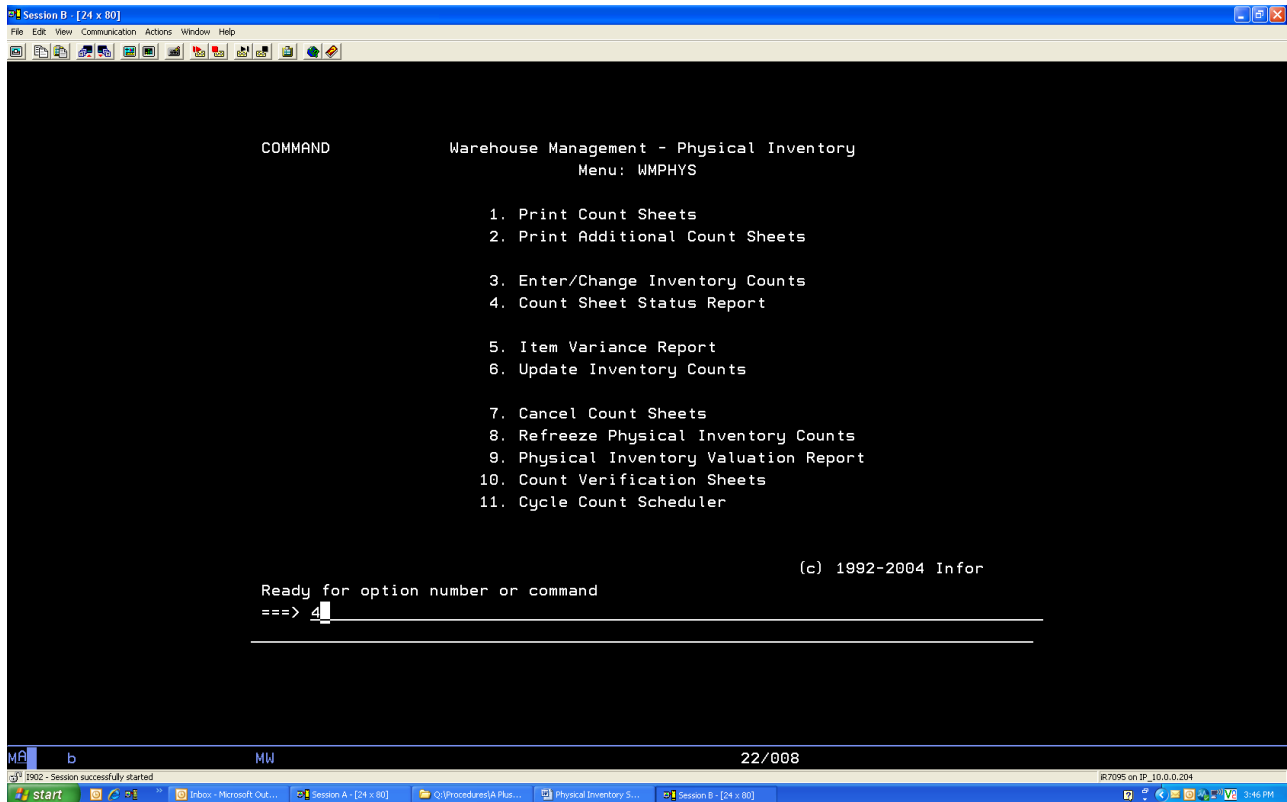 Session B - [24 x 80]
File Edit View Communication Actions Window Help
COMMAND Warehouse Management - Physical Inventory
Menu: WMPHYS
1. Print Count Sheets
2. Print Additional Count Sheets
3. Enter/Change Inventory Counts
4. Count Sheet Status Report
5. Item Variance Report
6. Update Inventory Counts
7. Cancel Count Sheets
8. Refreeze Physical Inventory Counts
9. Physical Inventory Valuation Report
10. Count Verification Sheets
11. Cycle Count Scheduler
(c) 1992-2004 Infor
Ready for option number or command
===> 4
MA b MW 22/008
I902 - Session successfully started iR7095 on IP_10.0.0.204
start Inbox - Microsoft Out... Session A - [24 x 80] Q:\Procedures\A Plus... Physical Inventory S... Session B - [24 x 80] 3:46 PM